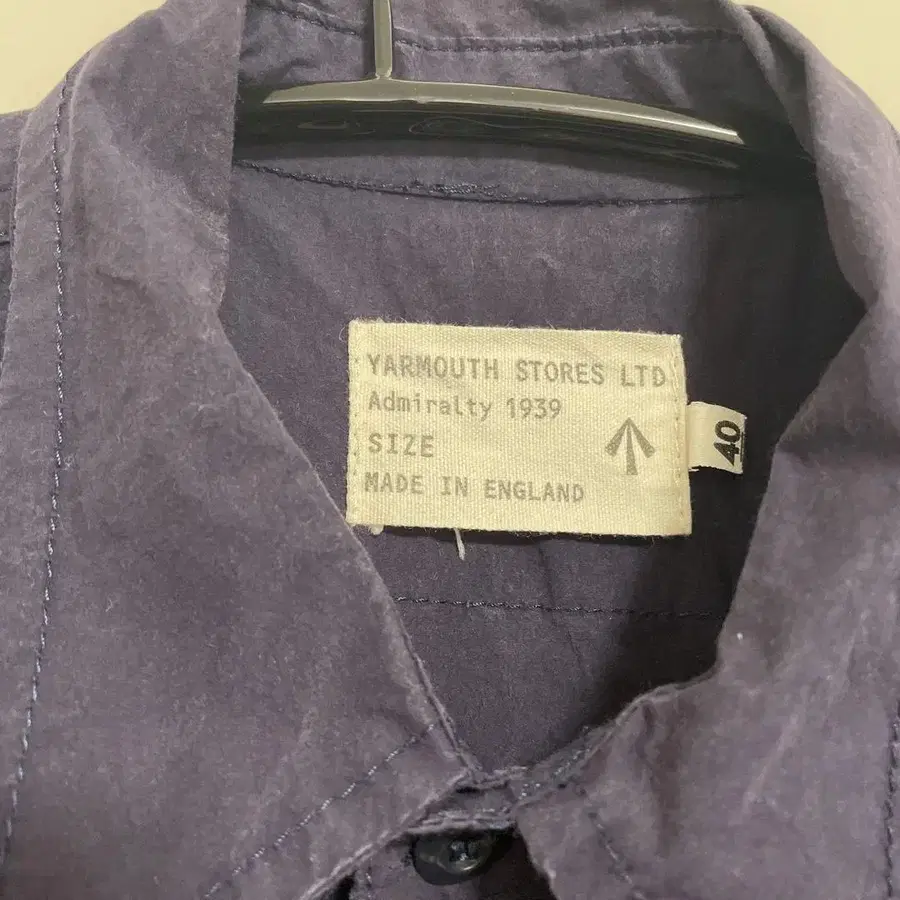 YARMOUTH STORES LTD
Admiralty 1939
SIZE
MADE IN ENGLAND
40